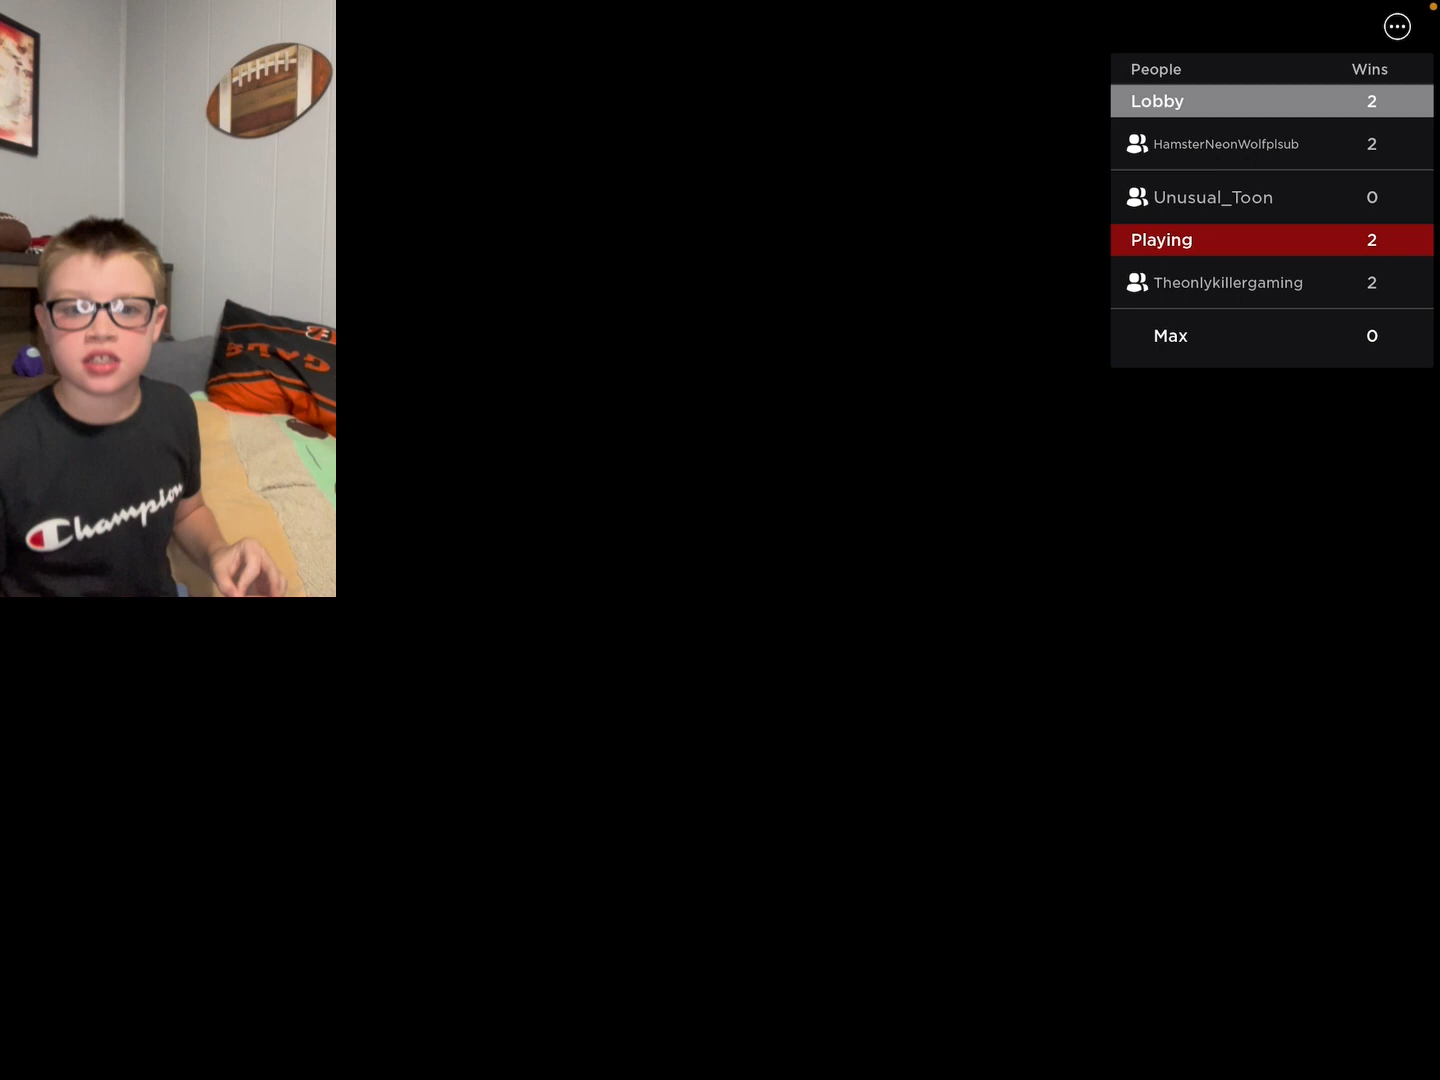 People Wins
Lobby 2
HamsterNeonWolfplsub 2
Unusual_Toon 0
Playing 2
Theonlykillergaming 2
Max 0
Champion